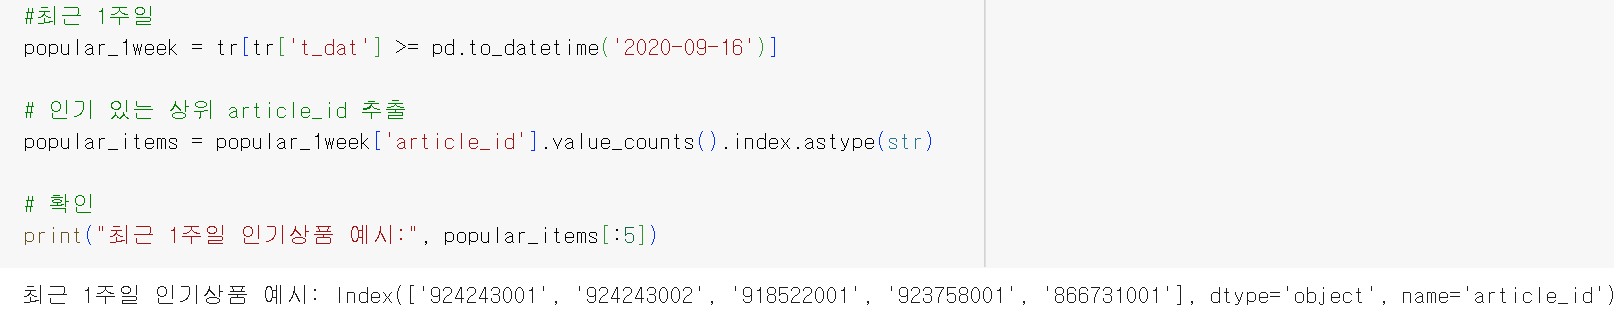 #최근 1주일
popular_1week = tr[tr['t_dat'] >= pd.to_datetime('2020-09-16')]
# 인기 있는 상위 article_id 추출
popular_items = popular_1week['article_id'].value_counts().index.astype(str)
# 확인
print("최근 1주일 인기상품 예시:", popular_items[:5])
최근 1주일 인기상품 예시: Index(['924243001', '924243002', '918522001', '923758001', '866731001'], dtype='object', name='article_id')